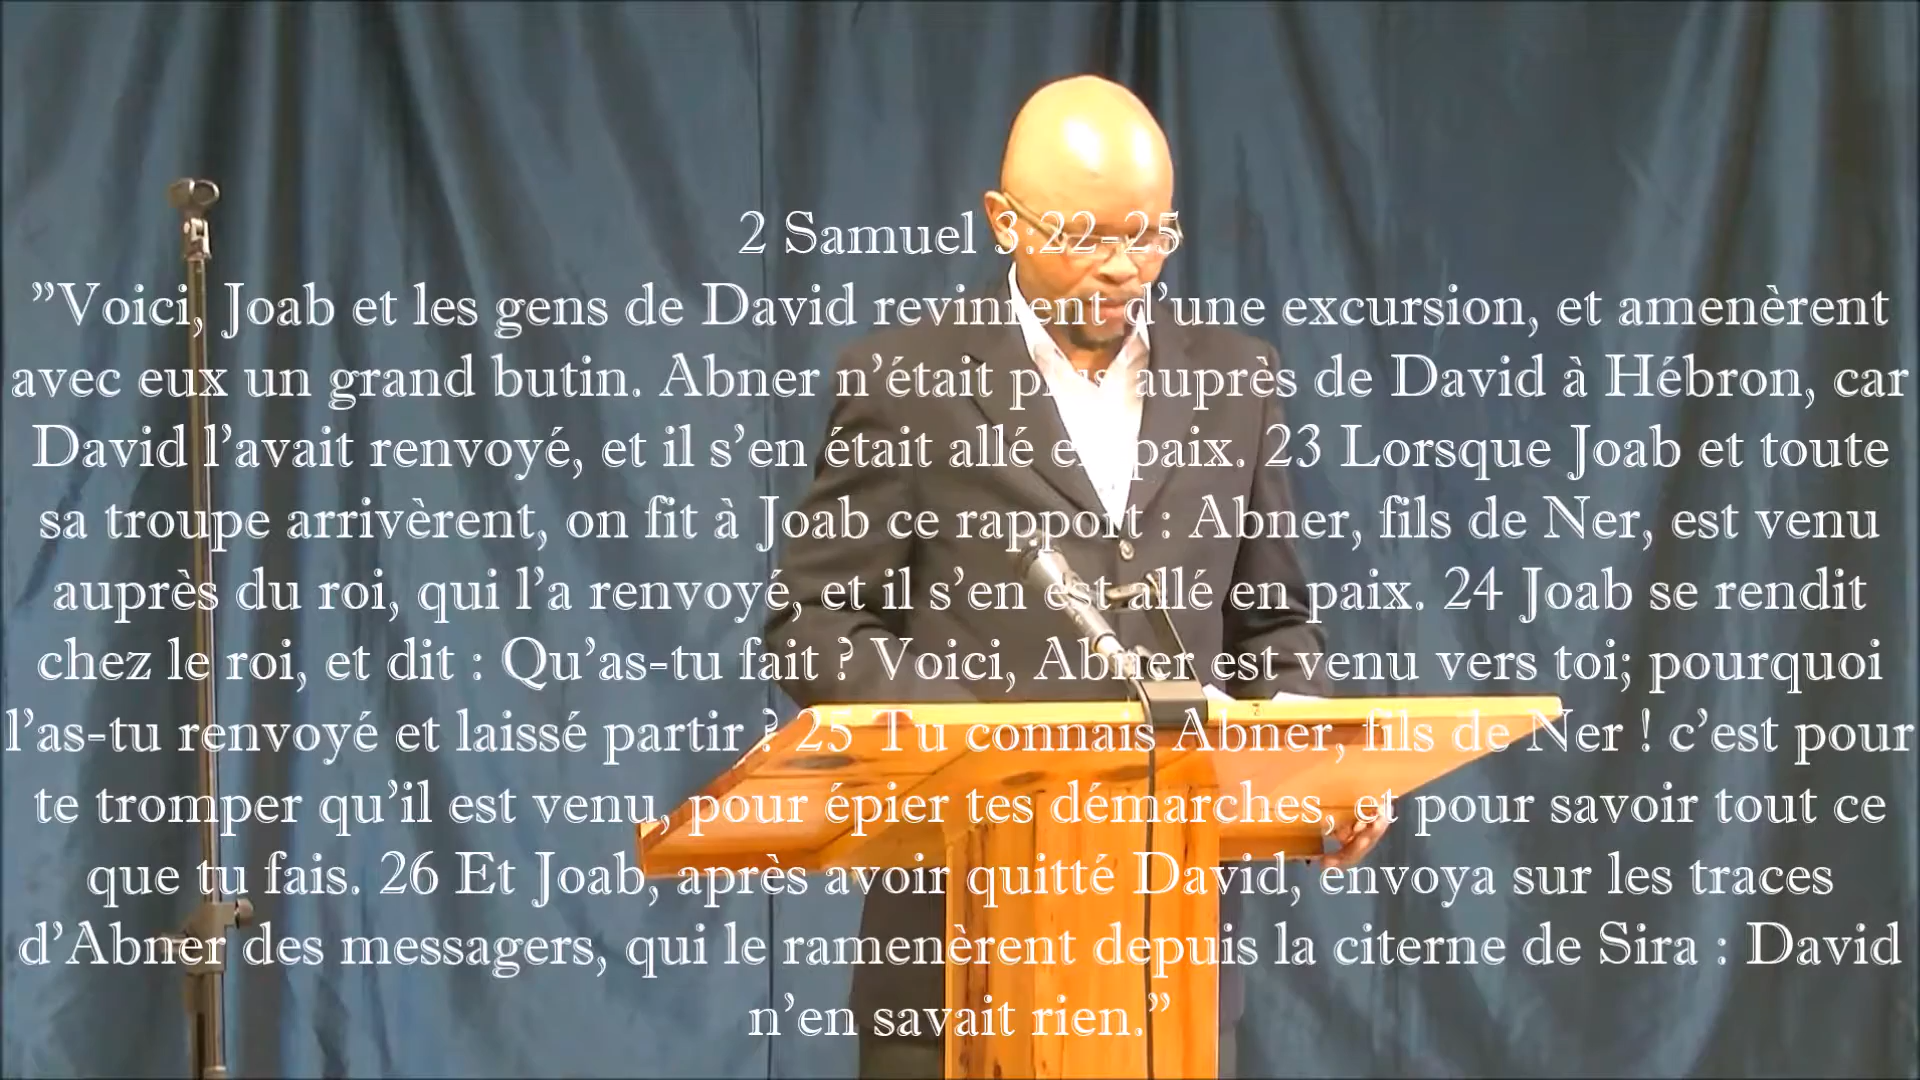 2 Samuel 3:22-25
”Voici, Joab et les gens de David revinrent d’une excursion, et amenèrent
avec eux un grand butin. Abner n’était plus auprès de David à Hébron, car
David l’avait renvoyé, et il s’en était allé en paix. 23 Lorsque Joab et toute
sa troupe arrivèrent, on fit à Joab ce rapport : Abner, fils de Ner, est venu
auprès du roi, qui l’a renvoyé, et il s’en est allé en paix. 24 Joab se rendit
chez le roi, et dit : Qu’as-tu fait ? Voici, Abner est venu vers toi; pourquoi
l’as-tu renvoyé et laissé partir ? 25 Tu connais Abner, fils de Ner ! c’est pour
te tromper qu’il est venu, pour épier tes démarches, et pour savoir tout ce
que tu fais. 26 Et Joab, après avoir quitté David, envoya sur les traces
d’Abner des messagers, qui le ramenèrent depuis la citerne de Sira : David
n’en savait rien.”